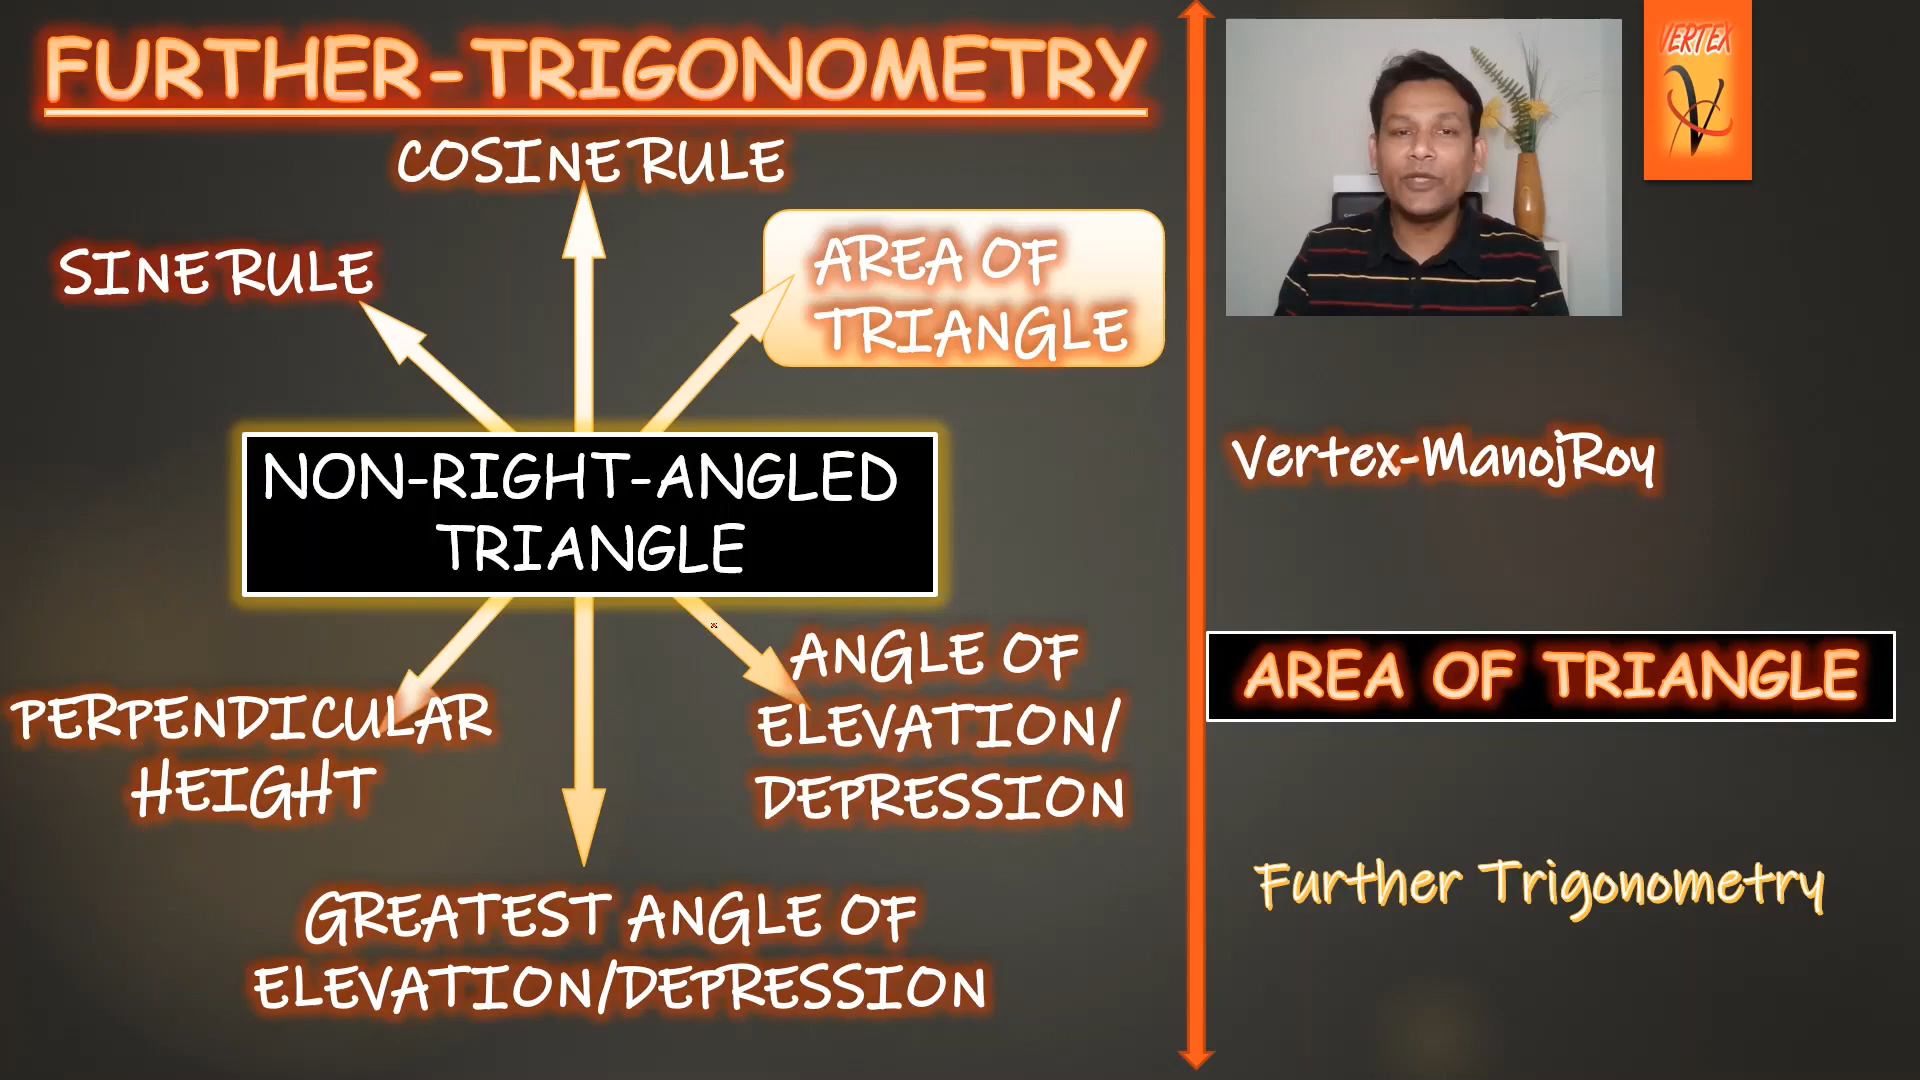 FURTHER-TRIGONOMETRY
COSINE RULE
SINE RULE
AREA OF
TRIANGLE
NON-RIGHT-ANGLED
TRIANGLE
PERPENDICULAR
HEIGHT
ANGLE OF
ELEVATION/
DEPRESSION
GREATEST ANGLE OF
ELEVATION/DEPRESSION
VERTEX
V
Vertex-ManojRoy
AREA OF TRIANGLE
Further Trigonometry